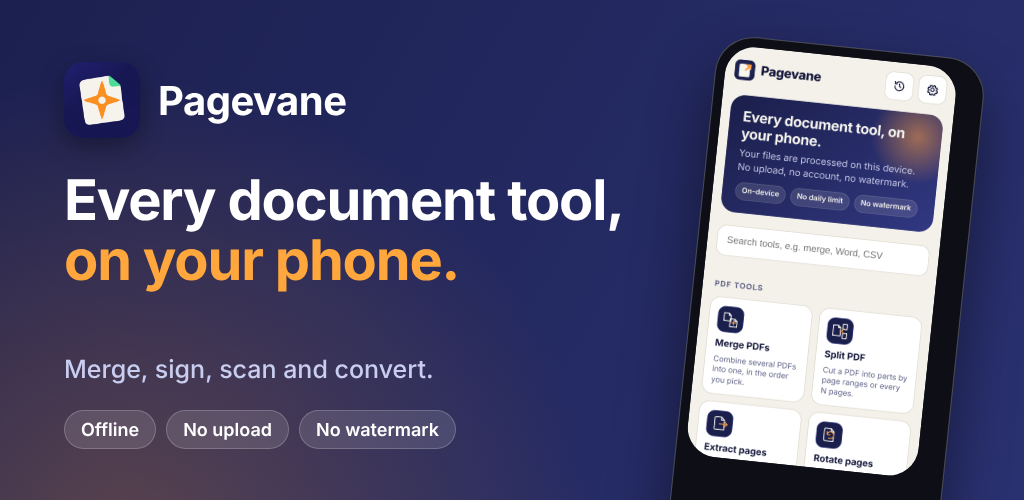 Pagevane
Every document tool,
on your phone.
Merge, sign, scan and convert.
Offline
No upload
No watermark
Pagevane
Every document tool, on
your phone.
Your files are processed on this device.
No upload, no account, no watermark.
On-device
No daily limit
No watermark
Search tools, e.g. merge, Word, CSV
PDF TOOLS
Merge PDFs
Combine several PDFs
into one, in the order
you pick.
Split PDF
Cut a PDF into parts by
page ranges or every
N pages.
Extract pages
Rotate pages